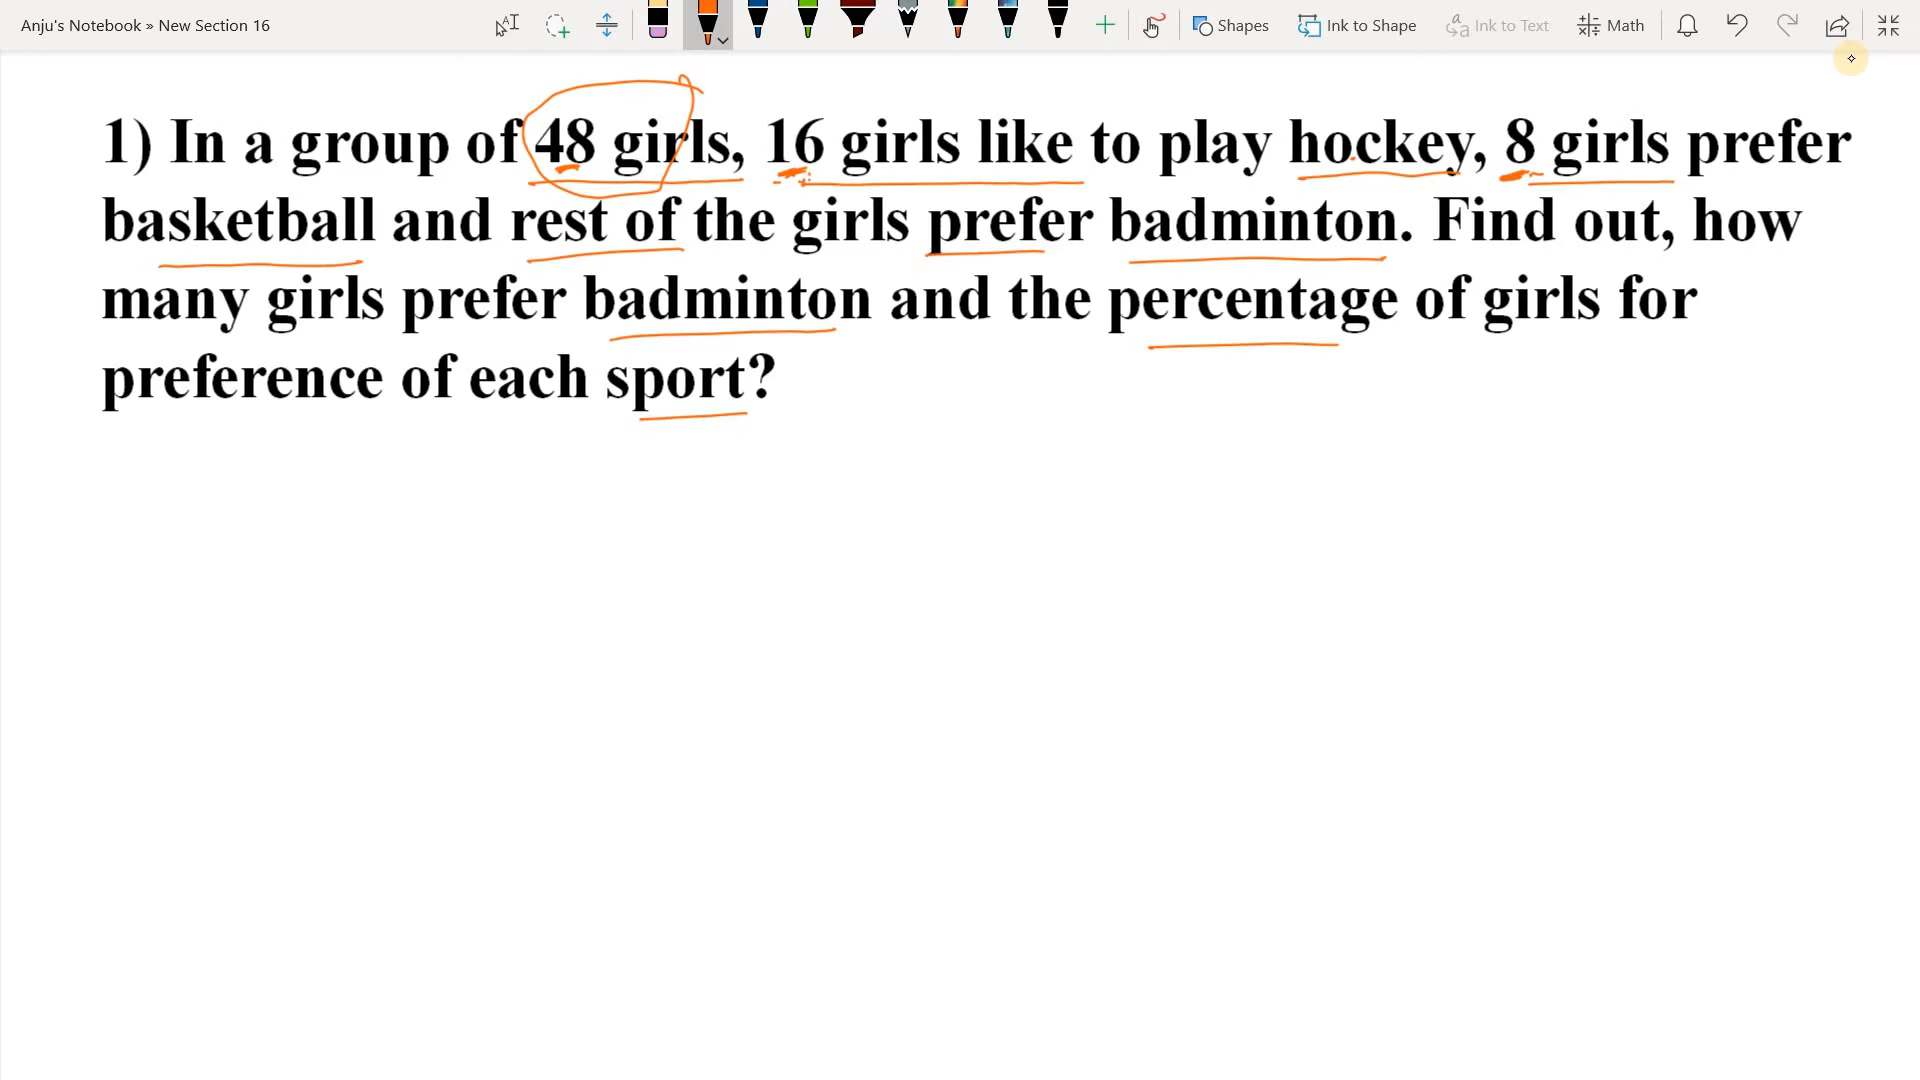 Anju's Notebook » New Section 16
Shapes
Ink to Shape
Ink to Text
Math
1) In a group of 48 girls, 16 girls like to play hockey, 8 girls prefer
basketball and rest of the girls prefer badminton. Find out, how
many girls prefer badminton and the percentage of girls for
preference of each sport?